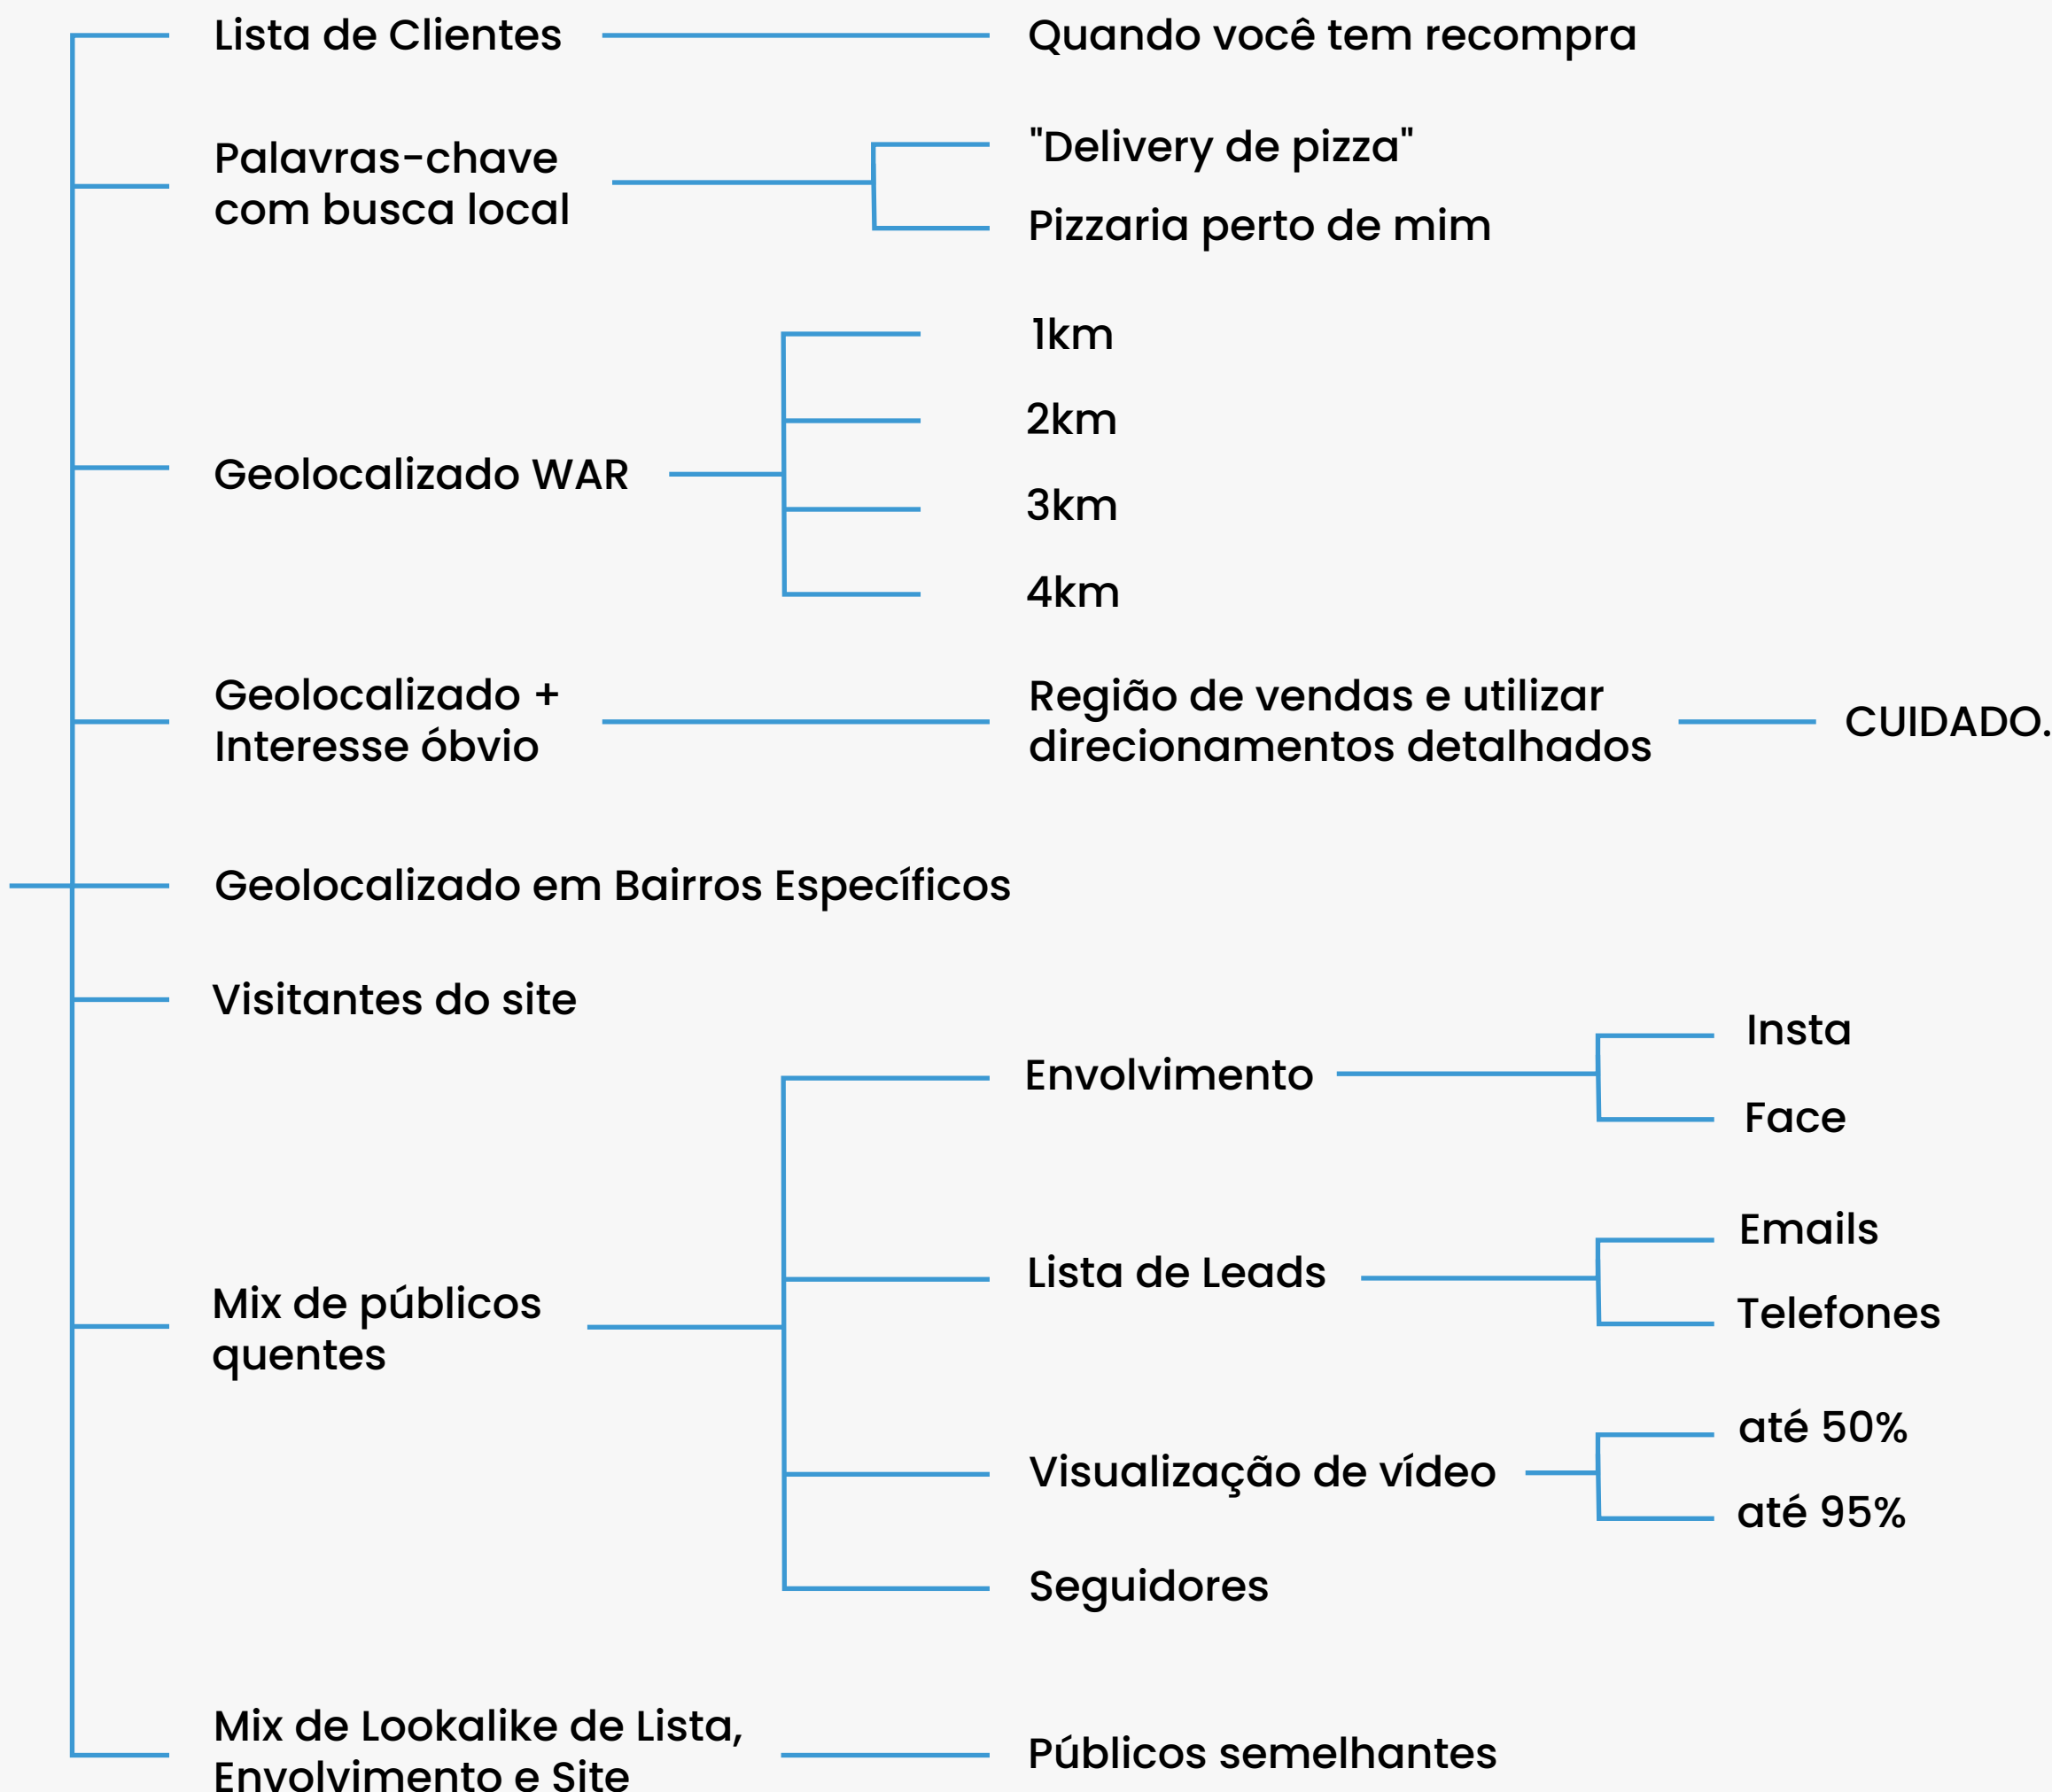 Lista de Clientes
Quando você tem recompra
Palavras-chave
com busca local
"Delivery de pizza"
Pizzaria perto de mim
Geolocalizado WAR
1km
2km
3km
4km
Geolocalizado +
Interesse óbvio
Região de vendas e utilizar
direcionamentos detalhados
CUIDADO.
Geolocalizado em Bairros Específicos
Visitantes do site
Mix de públicos
quentes
Envolvimento
Insta
Face
Lista de Leads
Emails
Telefones
Visualização de vídeo
até 50%
até 95%
Seguidores
Mix de Lookalike de Lista,
Envolvimento e Site
Públicos semelhantes